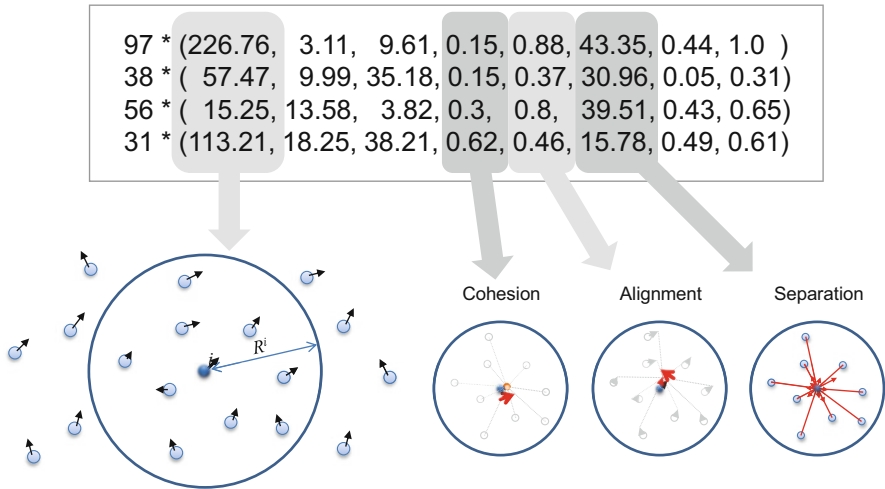 97 * (226.76, 3.11, 9.61, 0.15, 0.88, 43.35, 0.44, 1.0 )
38 * ( 57.47, 9.99, 35.18, 0.15, 0.37, 30.96, 0.05, 0.31)
56 * ( 15.25, 13.58, 3.82, 0.3, 0.8, 39.51, 0.43, 0.65)
31 * (113.21, 18.25, 38.21, 0.62, 0.46, 15.78, 0.49, 0.61)
Cohesion Alignment Separation
i R^i